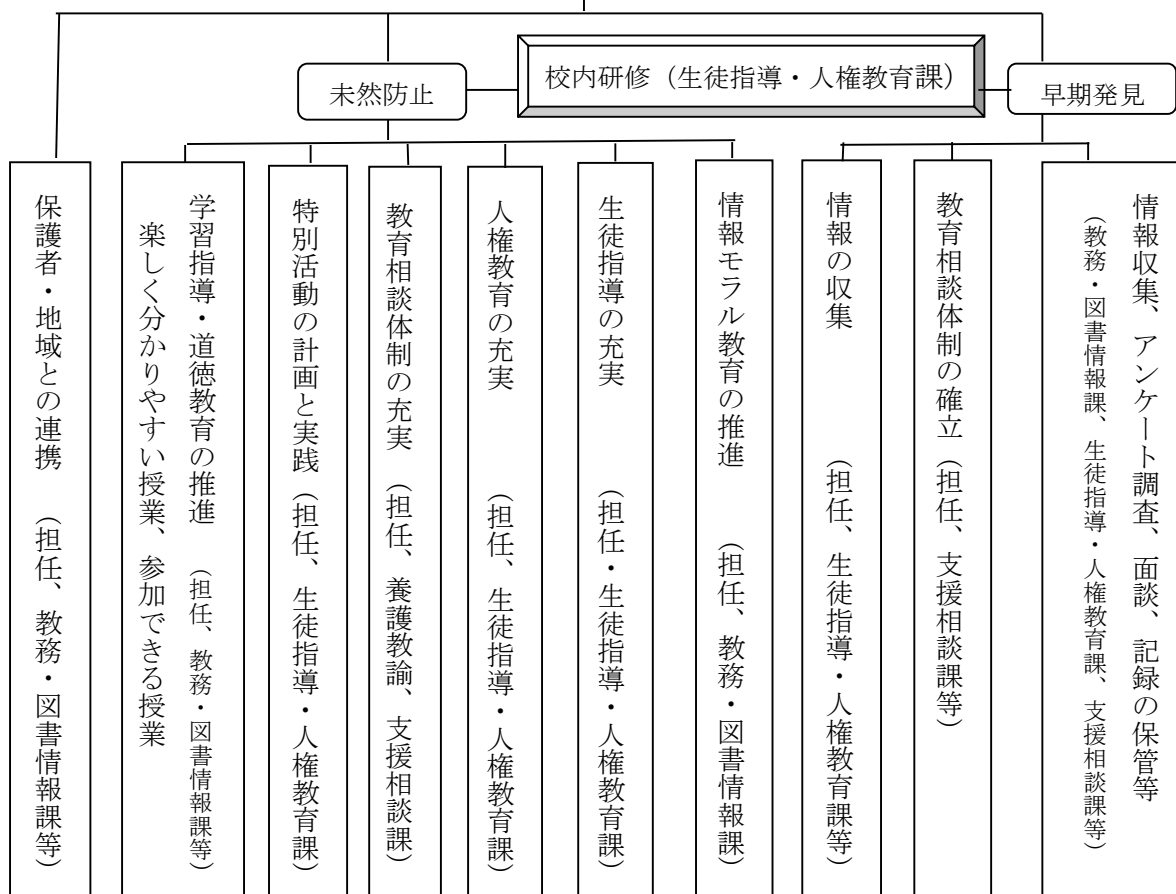 校内研修（生徒指導・人権教育課）
未然防止
早期発見
保護者・地域との連携　（担任、教務・図書情報課等）
学習指導・道徳教育の推進　（担任、教務・図書情報課等）
楽しく分かりやすい授業、参加できる授業
特別活動の計画と実践（担任、生徒指導・人権教育課）
教育相談体制の充実　（担任、養護教諭、支援相談課）
人権教育の充実　（担任、生徒指導・人権教育課）
生徒指導の充実　（担任・生徒指導・人権教育課）
情報モラル教育の推進　（担任、教務・図書情報課）
情報の収集　（担任、生徒指導・人権教育課等）
教育相談体制の確立（担任、支援相談課等）
情報収集、アンケート調査、面談、記録の保管等
（教務・図書情報課、生徒指導・人権教育課、支援相談課等）